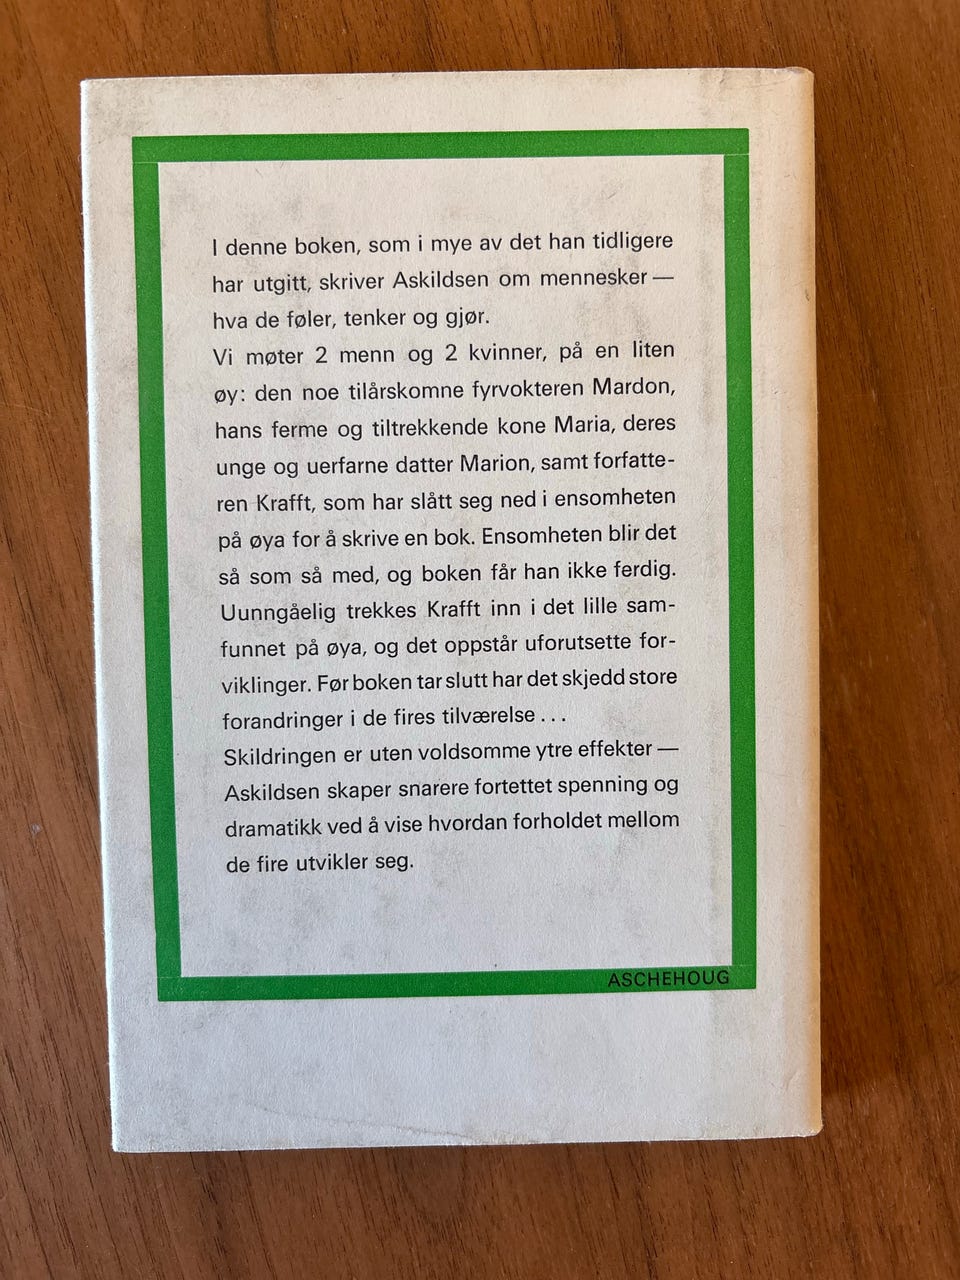 I denne boken, som i mye av det han tidligere
har utgitt, skriver Askildsen om mennesker —
hva de føler, tenker og gjør.
Vi møter 2 menn og 2 kvinner, på en liten
øy: den noe tilårskomne fyrvokteren Mardon,
hans ferme og tiltrekkende kone Maria, deres
unge og uerfarne datter Marion, samt forfatte-
ren Krafft, som har slått seg ned i ensomheten
på øya for å skrive en bok. Ensomheten blir det
så som så med, og boken får han ikke ferdig.
Uunngåelig trekkes Krafft inn i det lille sam-
funnet på øya, og det oppstår uforutsette for-
viklinger. Før boken tar slutt har det skjedd store
forandringer i de fires tilværelse . . .
Skildringen er uten voldsomme ytre effekter —
Askildsen skaper snarere fortettet spenning og
dramatikk ved å vise hvordan forholdet mellom
de fire utvikler seg.
ASCHEHOUG